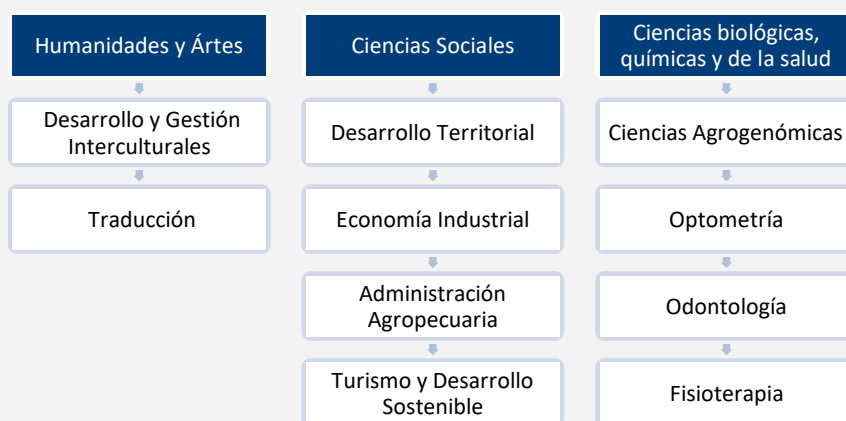 Humanidades y Ártes
Desarrollo y Gestión
Interculturales
Traducción
Ciencias Sociales
Desarrollo Territorial
Economía Industrial
Administración
Agropecuaria
Turismo y Desarrollo
Sostenible
Ciencias biológicas,
químicas y de la salud
Ciencias Agrogenómicas
Optometría
Odontología
Fisioterapia